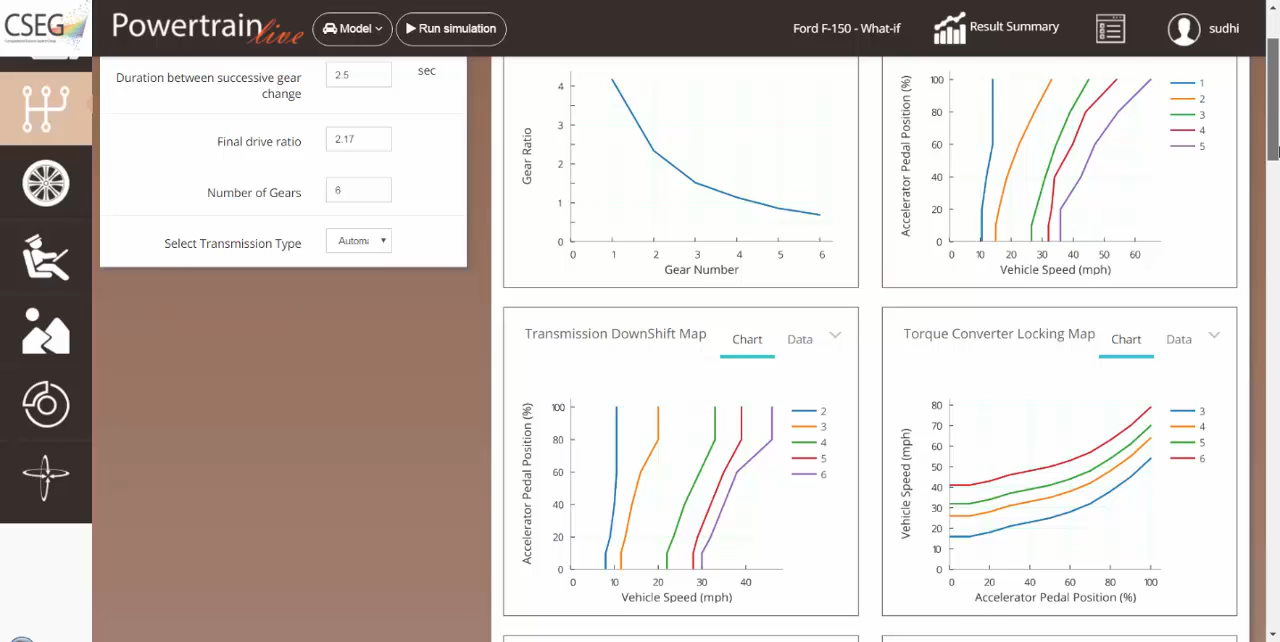 CSEG
Powertrain live
Model
Run simulation
Ford F-150 - What-if
Result Summary
sudhi
Duration between successive gear
change
2.5
sec
Final drive ratio
2.17
Number of Gears
6
Select Transmission Type
Automa
Gear Ratio
4
3
2
1
0
0 1 2 3 4 5 6
Gear Number
Accelerator Pedal Position (%)
100
80
60
40
20
0
0 10 20 30 40 50 60
Vehicle Speed (mph)
1
2
3
4
5
Transmission DownShift Map
Chart
Data
Accelerator Pedal Position (%)
100
80
60
40
20
0
0 10 20 30 40
Vehicle Speed (mph)
2
3
4
5
6
Torque Converter Locking Map
Chart
Data
Vehicle Speed (mph)
80
70
60
50
40
30
20
10
0
0 20 40 60 80 100
Accelerator Pedal Position (%)
3
4
5
6